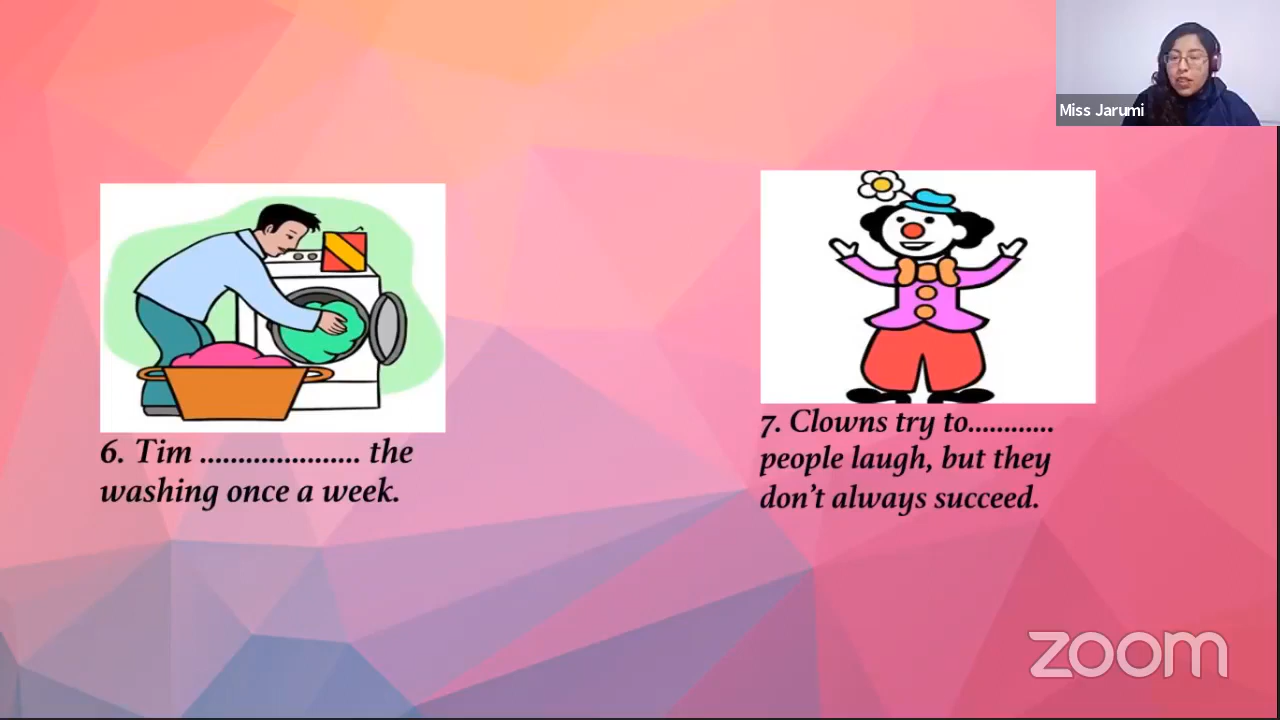 Miss Jarumi
6. Tim ..................... the
washing once a week.
7. Clowns try to............
people laugh, but they
don't always succeed.
zoom